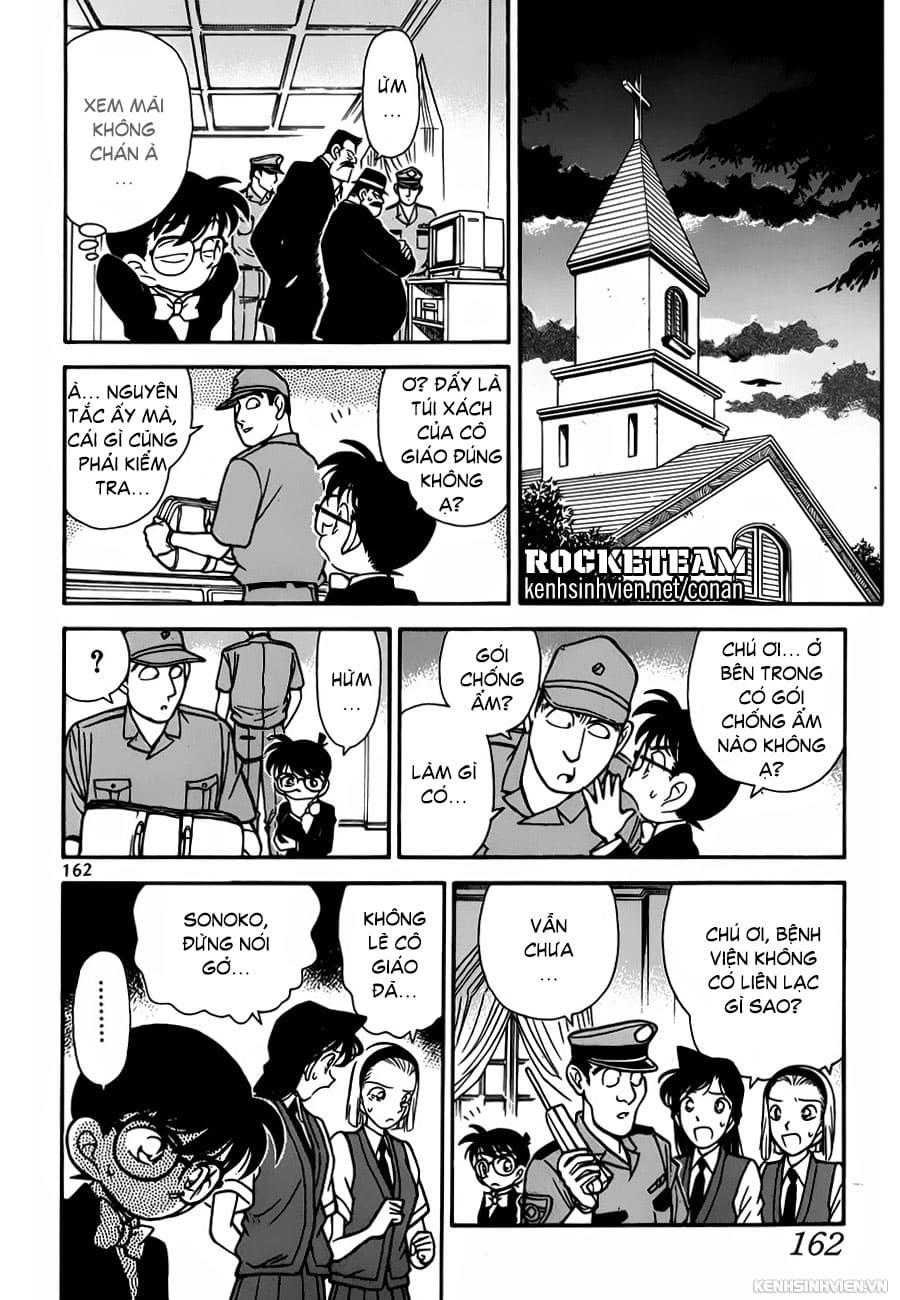 ỪM
...
XEM MÃI
KHÔNG
CHÁN À
...
ROCKETEAM
kenhsinhvien.net/conan
Ơ? ĐẤY LÀ
TÚI XÁCH
CỦA CÔ
GIÁO ĐÚNG
KHÔNG
Ạ?
À... NGUYÊN
TẮC ẤY MÀ,
CÁI GÌ CŨNG
PHẢI KIỂM
TRA...
CHÚ ƠI... Ở
BÊN TRONG
CÓ GÓI
CHỐNG ẨM
NÀO KHÔNG
Ạ?
GÓI
CHỐNG
ẨM?
LÀM GÌ
CÓ...
HỪM
...
?
162
CHÚ ƠI, BỆNH
VIỆN KHÔNG
CÓ LIÊN LẠC
GÌ SAO?
VẪN
CHƯA
...
KHÔNG
LẼ CÔ
GIÁO
ĐÃ...
SONOKO,
ĐỪNG NÓI
GỞ...
.........
162
KENHSINHVIEN.VN